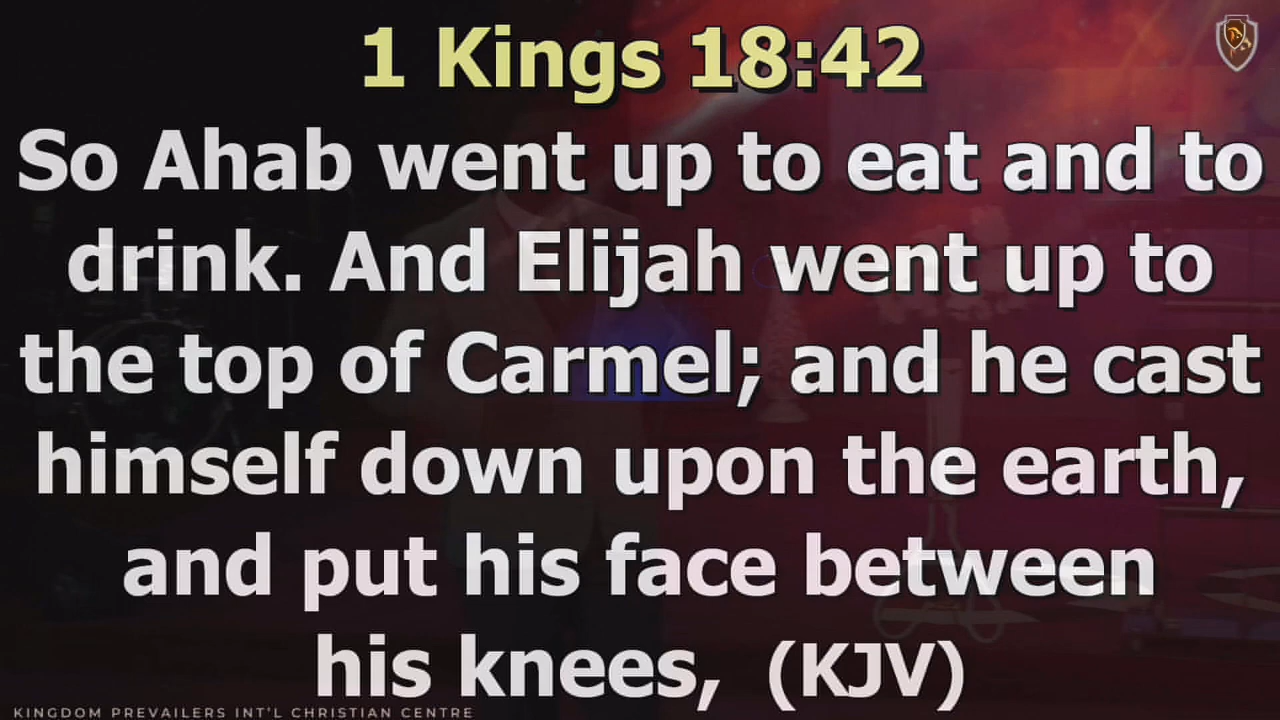 1 Kings 18:42
So Ahab went up to eat and to
drink. And Elijah went up to
the top of Carmel; and he cast
himself down upon the earth,
and put his face between
his knees, (KJV)
KINGDOM PREVAILERS INT'L CHRISTIAN CENTRE